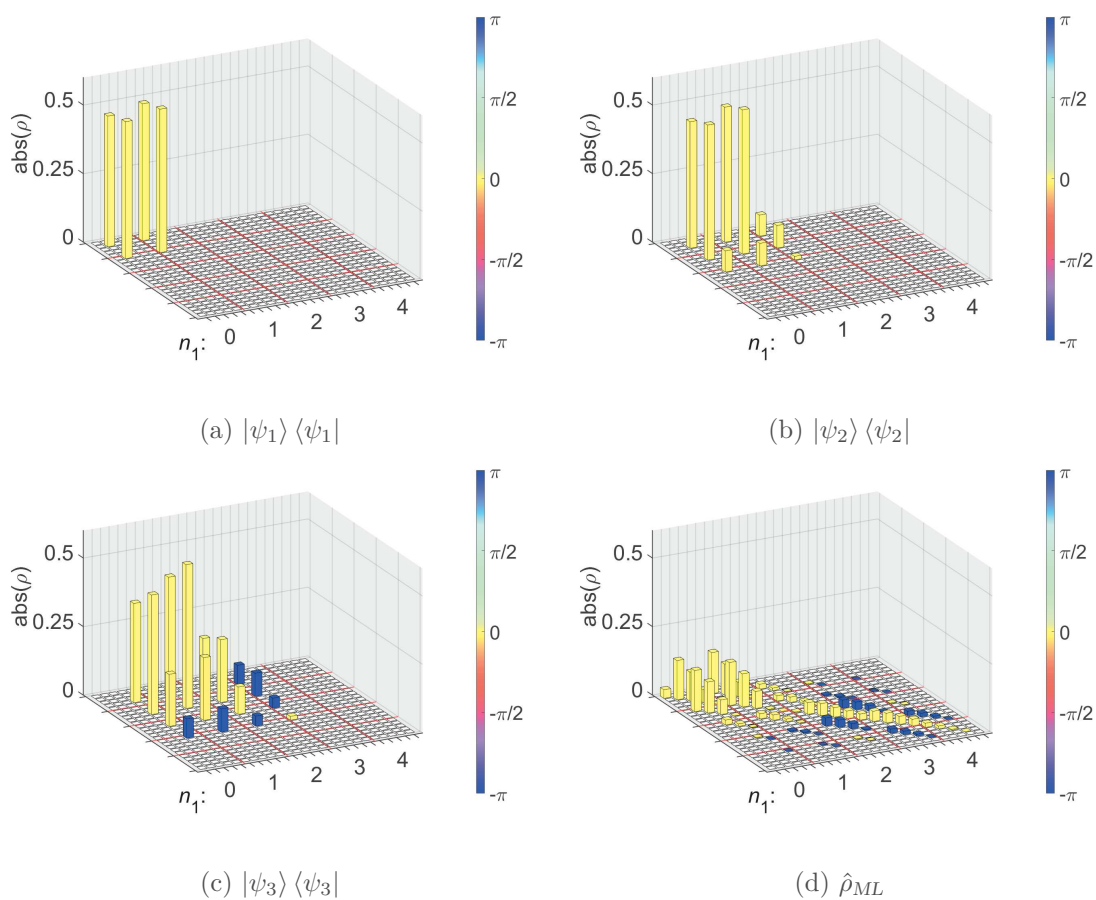 π
π/2
0
-π/2
-π
abs(ρ)
0.5
0.25
0
n₁: 0 1 2 3 4
(a) |ψ₁⟩ ⟨ψ₁|
π
π/2
0
-π/2
-π
abs(ρ)
0.5
0.25
0
n₁: 0 1 2 3 4
(b) |ψ₂⟩ ⟨ψ₂|
π
π/2
0
-π/2
-π
abs(ρ)
0.5
0.25
0
n₁: 0 1 2 3 4
(c) |ψ₃⟩ ⟨ψ₃|
π
π/2
0
-π/2
-π
abs(ρ)
0.5
0.25
0
n₁: 0 1 2 3 4
(d) ρ̂_ML